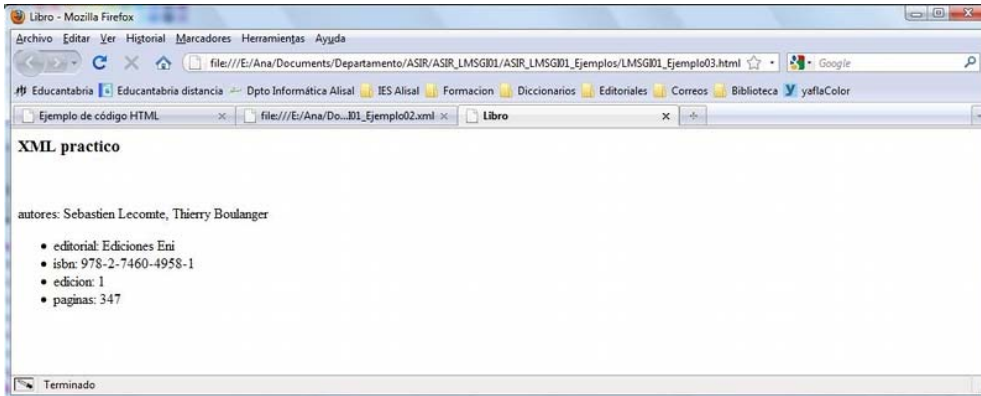 Libro - Mozilla Firefox
Archivo Editar Ver Historial Marcadores Herramientas Ayuda
file:///E:/Ana/Documents/Departamento/ASIR/ASIR_LMSGI01/ASIR_LMSGI01_Ejemplos/LMSGI01_Ejemplo03.html Google
Educantabria Educantabria distancia Dpto Informática Alisal IES Alisal Formacion Diccionarios Editoriales Correos Biblioteca yaflaColor
Ejemplo de código HTML file:///E:/Ana/Do...I01_Ejemplo02.xml Libro
XML practico
autores: Sebastien Lecomte, Thierry Boulanger
editorial: Ediciones Eni
isbn: 978-2-7460-4958-1
edicion: 1
paginas: 347
Terminado